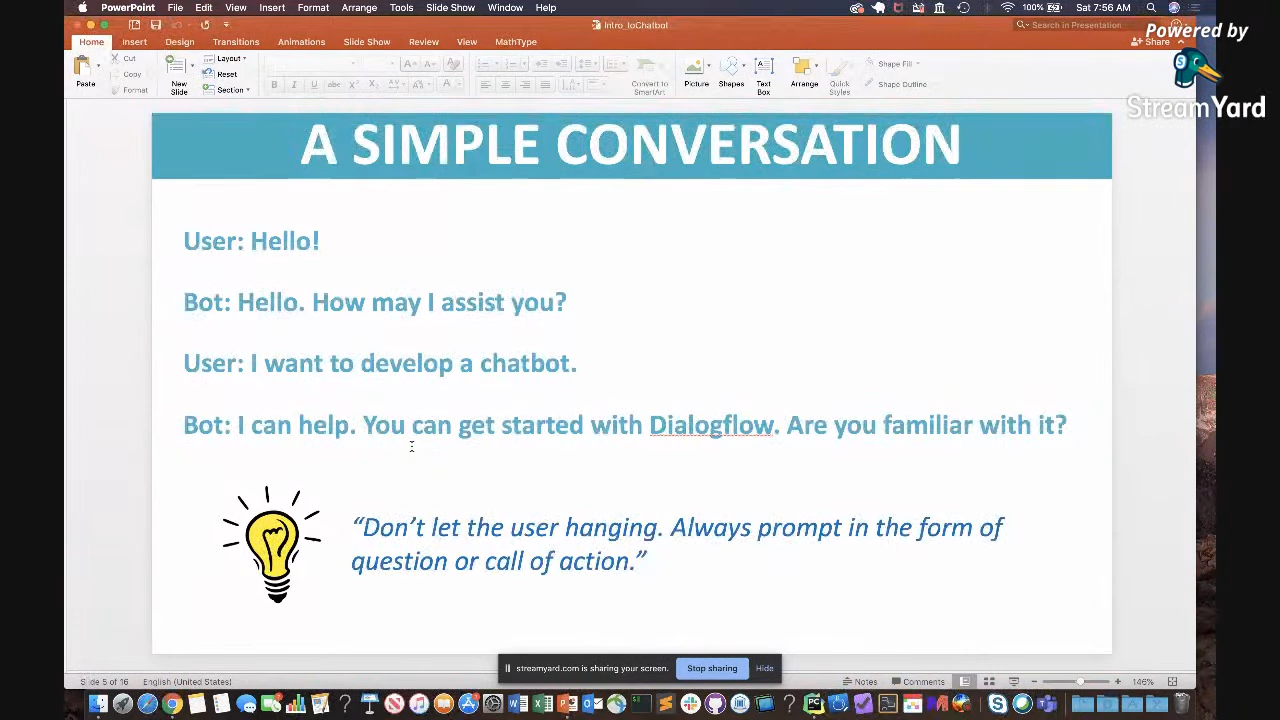 PowerPoint File Edit View Insert Format Arrange Tools Slide Show Window Help 100% Sat 7:56 AM
Intro_toChatbot
Search in Presentation
Powered by
StreamYard
Home Insert Design Transitions Animations Slide Show Review View MathType
Share
Paste
Cut
Copy
Format
New
Slide
Layout
Reset
Section
Convert to
SmartArt
Picture
Shapes
Text
Box
Arrange
Quick
Styles
Shape Fill
Shape Outline
A SIMPLE CONVERSATION
User: Hello!
Bot: Hello. How may I assist you?
User: I want to develop a chatbot.
Bot: I can help. You can get started with Dialogflow. Are you familiar with it?
“Don’t let the user hanging. Always prompt in the form of
question or call of action.”
streamyard.com is sharing your screen.
Stop sharing
Hide
Slide 5 of 16
English (United States)
Notes
Comments
146%